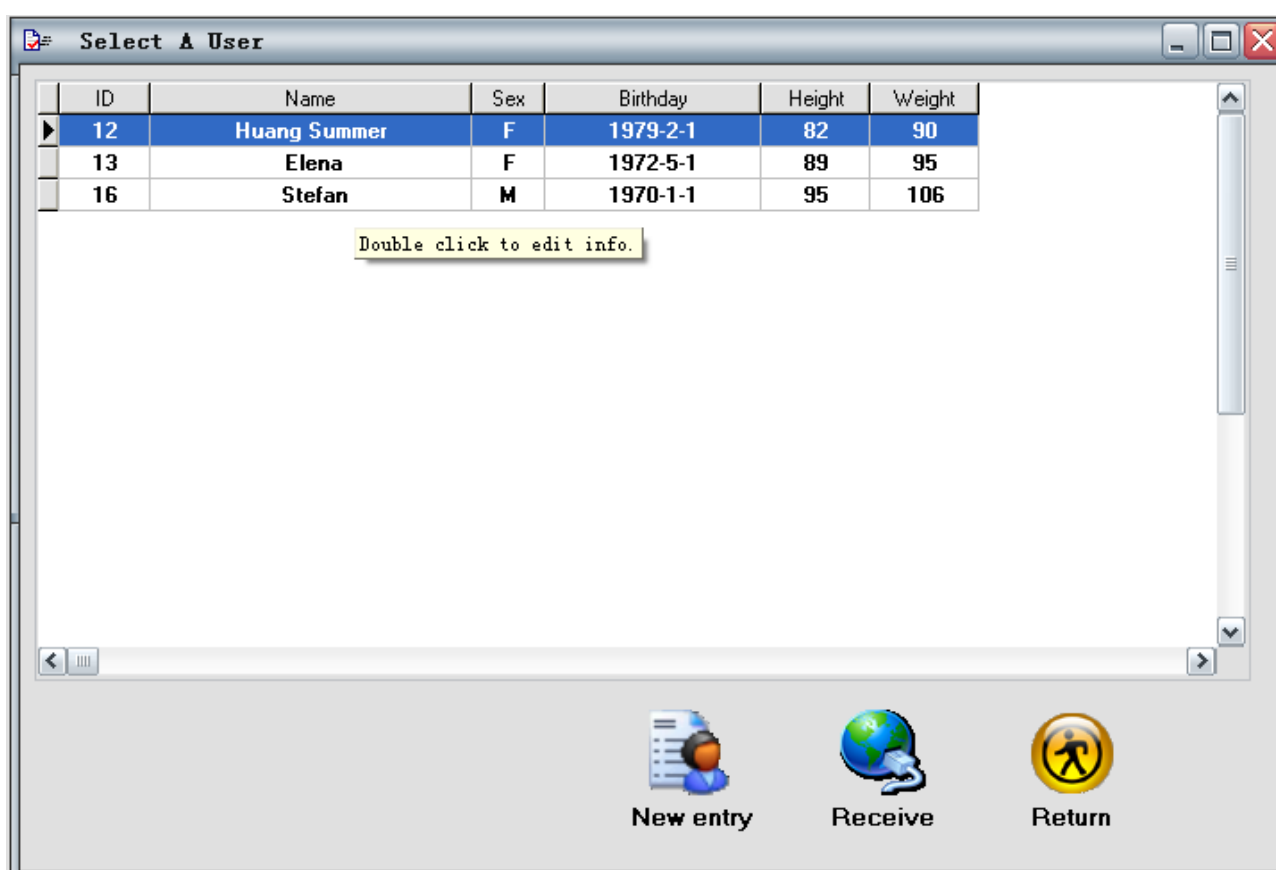 Select A User
ID Name Sex Birthday Height Weight
12 Huang Summer F 1979-2-1 82 90
13 Elena F 1972-5-1 89 95
16 Stefan M 1970-1-1 95 106
Double click to edit info.
New entry Receive Return